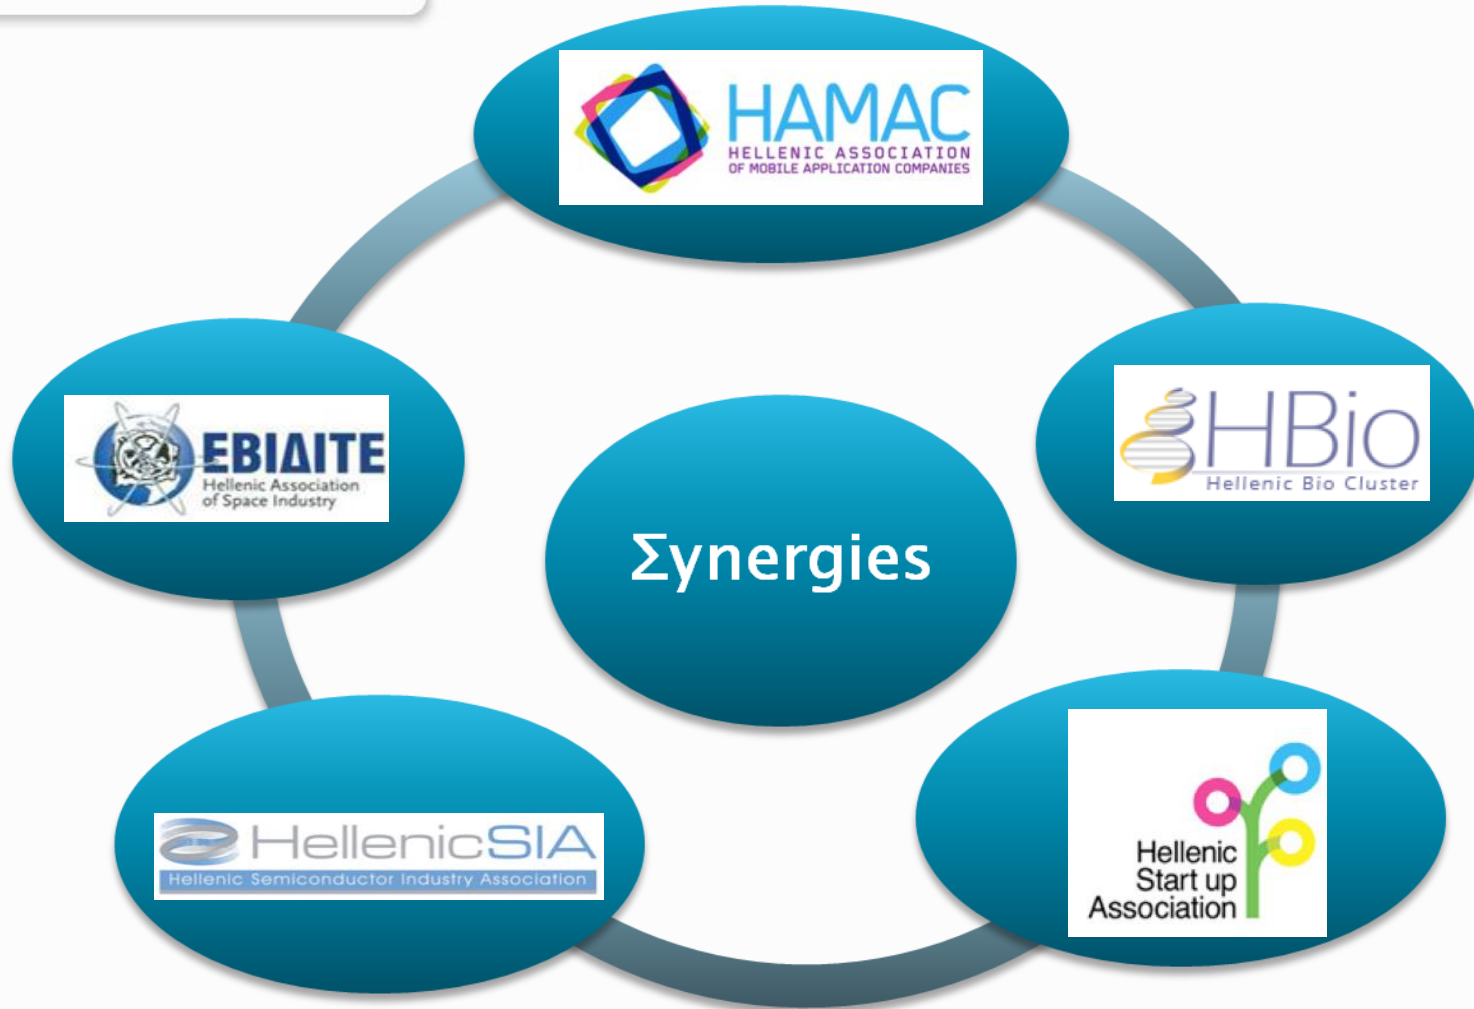 HAMAC
HELLENIC ASSOCIATION
OF MOBILE APPLICATION COMPANIES
ΕΒΙΔΙΤΕ
Hellenic Association
of Space Industry
HBio
Hellenic Bio Cluster
Σynergies
HellenicSIA
Hellenic Semiconductor Industry Association
Hellenic
Start up
Association